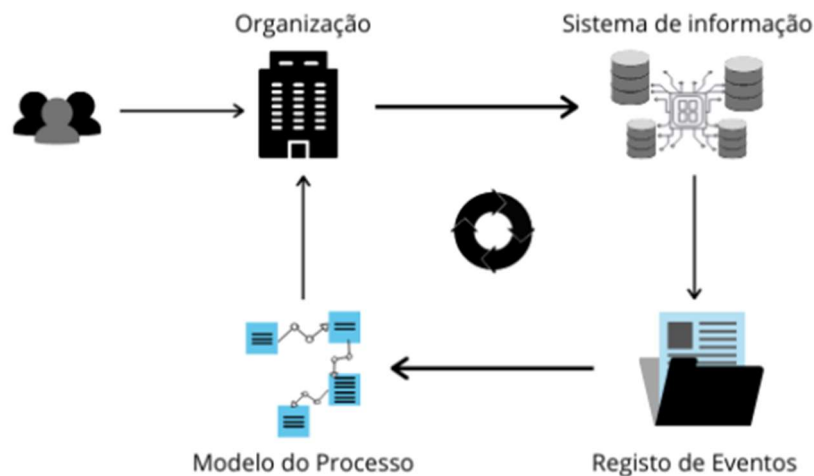 Organização
Sistema de informação
Modelo do Processo
Registo de Eventos